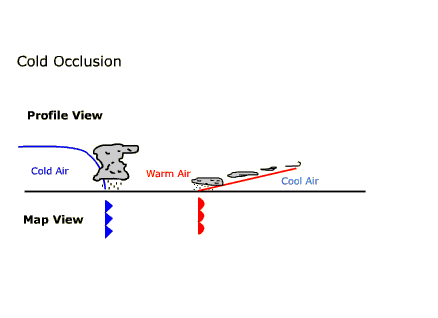 Cold Occlusion
Profile View
Cold Air
Warm Air
Cool Air
Map View